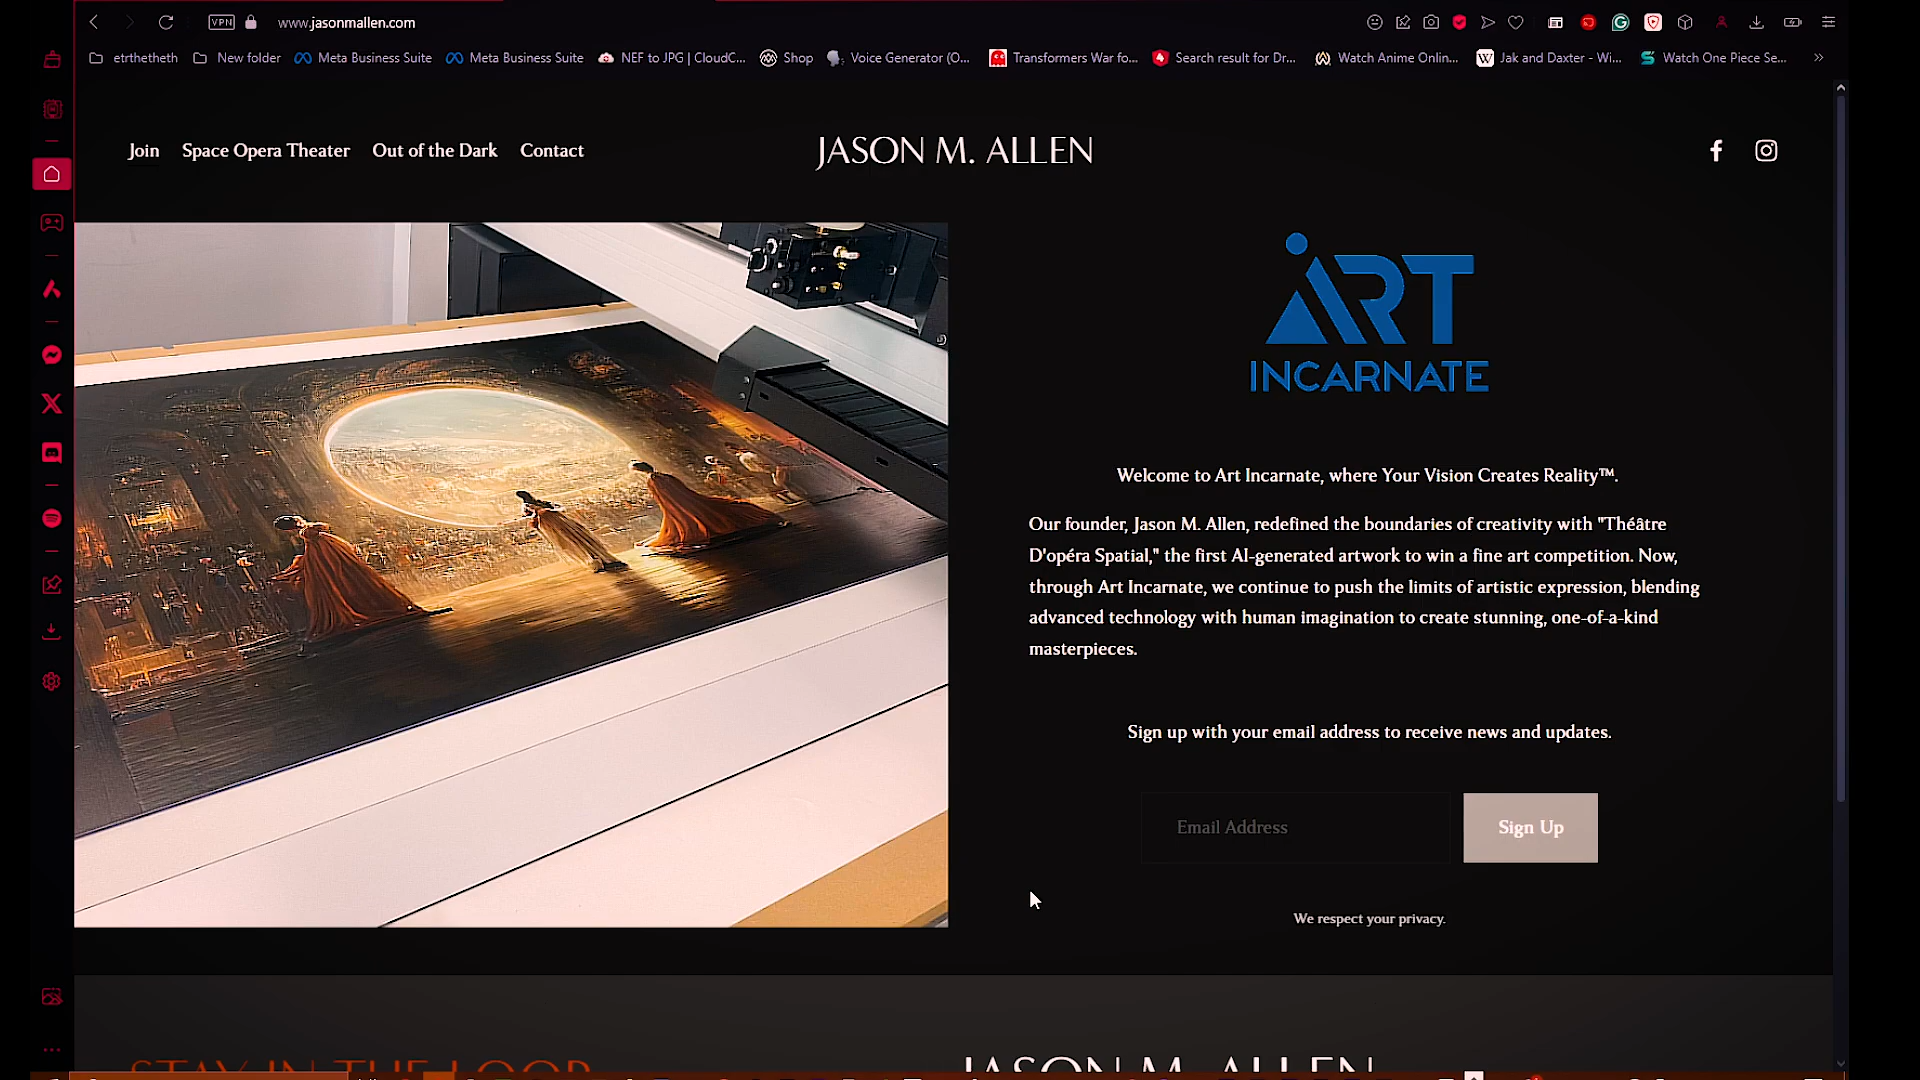 VPN
www.jasonmallen.com
etrthetheth
New folder
Meta Business Suite
Meta Business Suite
NEF to JPG | CloudC...
Shop
Voice Generator (O...
Transformers War fo...
Search result for Dr...
Watch Anime Onlin...
Jak and Daxter - Wi...
Watch One Piece Se...
Join
Space Opera Theater
Out of the Dark
Contact
JASON M. ALLEN
ART
INCARNATE
Welcome to Art Incarnate, where Your Vision Creates Reality™.
Our founder, Jason M. Allen, redefined the boundaries of creativity with "Théâtre
D'opéra Spatial," the first AI-generated artwork to win a fine art competition. Now,
through Art Incarnate, we continue to push the limits of artistic expression, blending
advanced technology with human imagination to create stunning, one-of-a-kind
masterpieces.
Sign up with your email address to receive news and updates.
Email Address
Sign Up
We respect your privacy.
STAY IN THE LOOP
JASON M. ALLEN